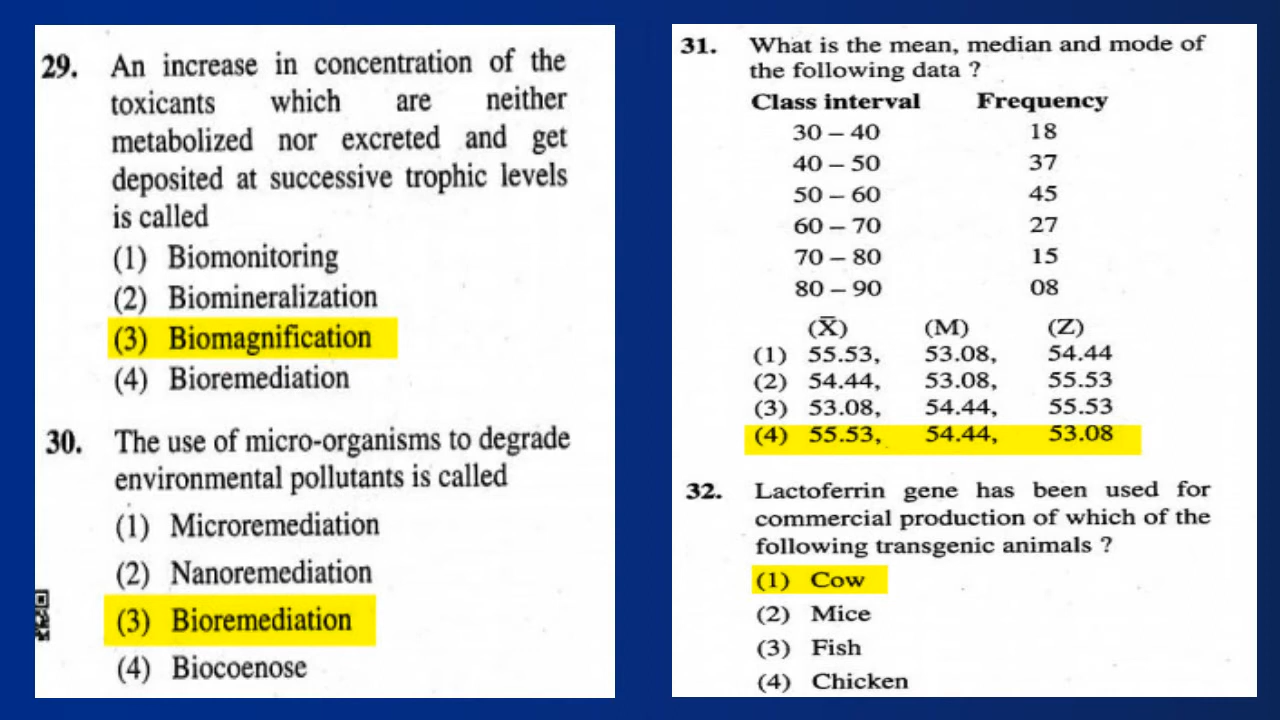 29. An increase in concentration of the
toxicants which are neither
metabolized nor excreted and get
deposited at successive trophic levels
is called
(1) Biomonitoring
(2) Biomineralization
(3) Biomagnification
(4) Bioremediation
30. The use of micro-organisms to degrade
environmental pollutants is called
(1) Microremediation
(2) Nanoremediation
(3) Bioremediation
(4) Biocoenose
31. What is the mean, median and mode of
the following data ?
Class interval Frequency
30 – 40 18
40 – 50 37
50 – 60 45
60 – 70 27
70 – 80 15
80 – 90 08
(X̅) (M) (Z)
(1) 55.53, 53.08, 54.44
(2) 54.44, 53.08, 55.53
(3) 53.08, 54.44, 55.53
(4) 55.53, 54.44, 53.08
32. Lactoferrin gene has been used for
commercial production of which of the
following transgenic animals ?
(1) Cow
(2) Mice
(3) Fish
(4) Chicken